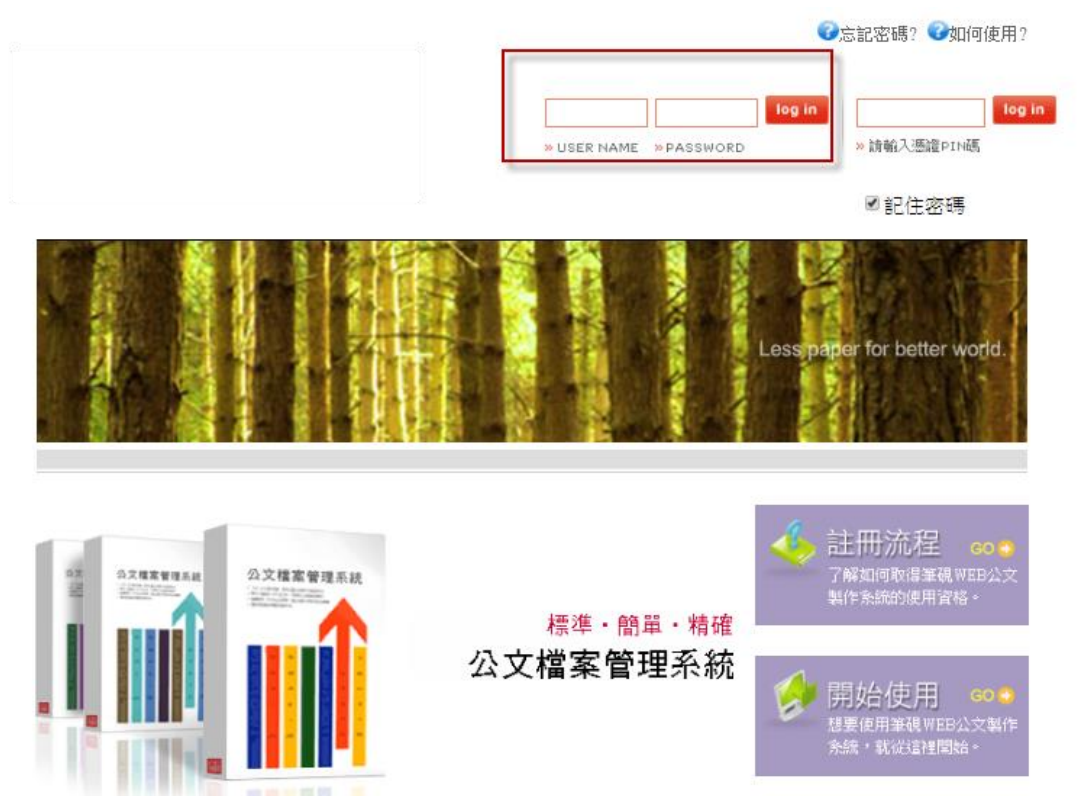 忘記密碼? 如何使用?
log in log in
» USER NAME » PASSWORD » 請輸入憑證PIN碼
記住密碼
Less paper for better world.
公文檔案管理系統
公文檔案管理系統
標準・簡單・精確
公文檔案管理系統
註冊流程 GO
了解如何取得筆硯WEB公文
製作系統的使用資格。
開始使用 GO
想要使用筆硯WEB公文製作
系統,就從這裡開始。